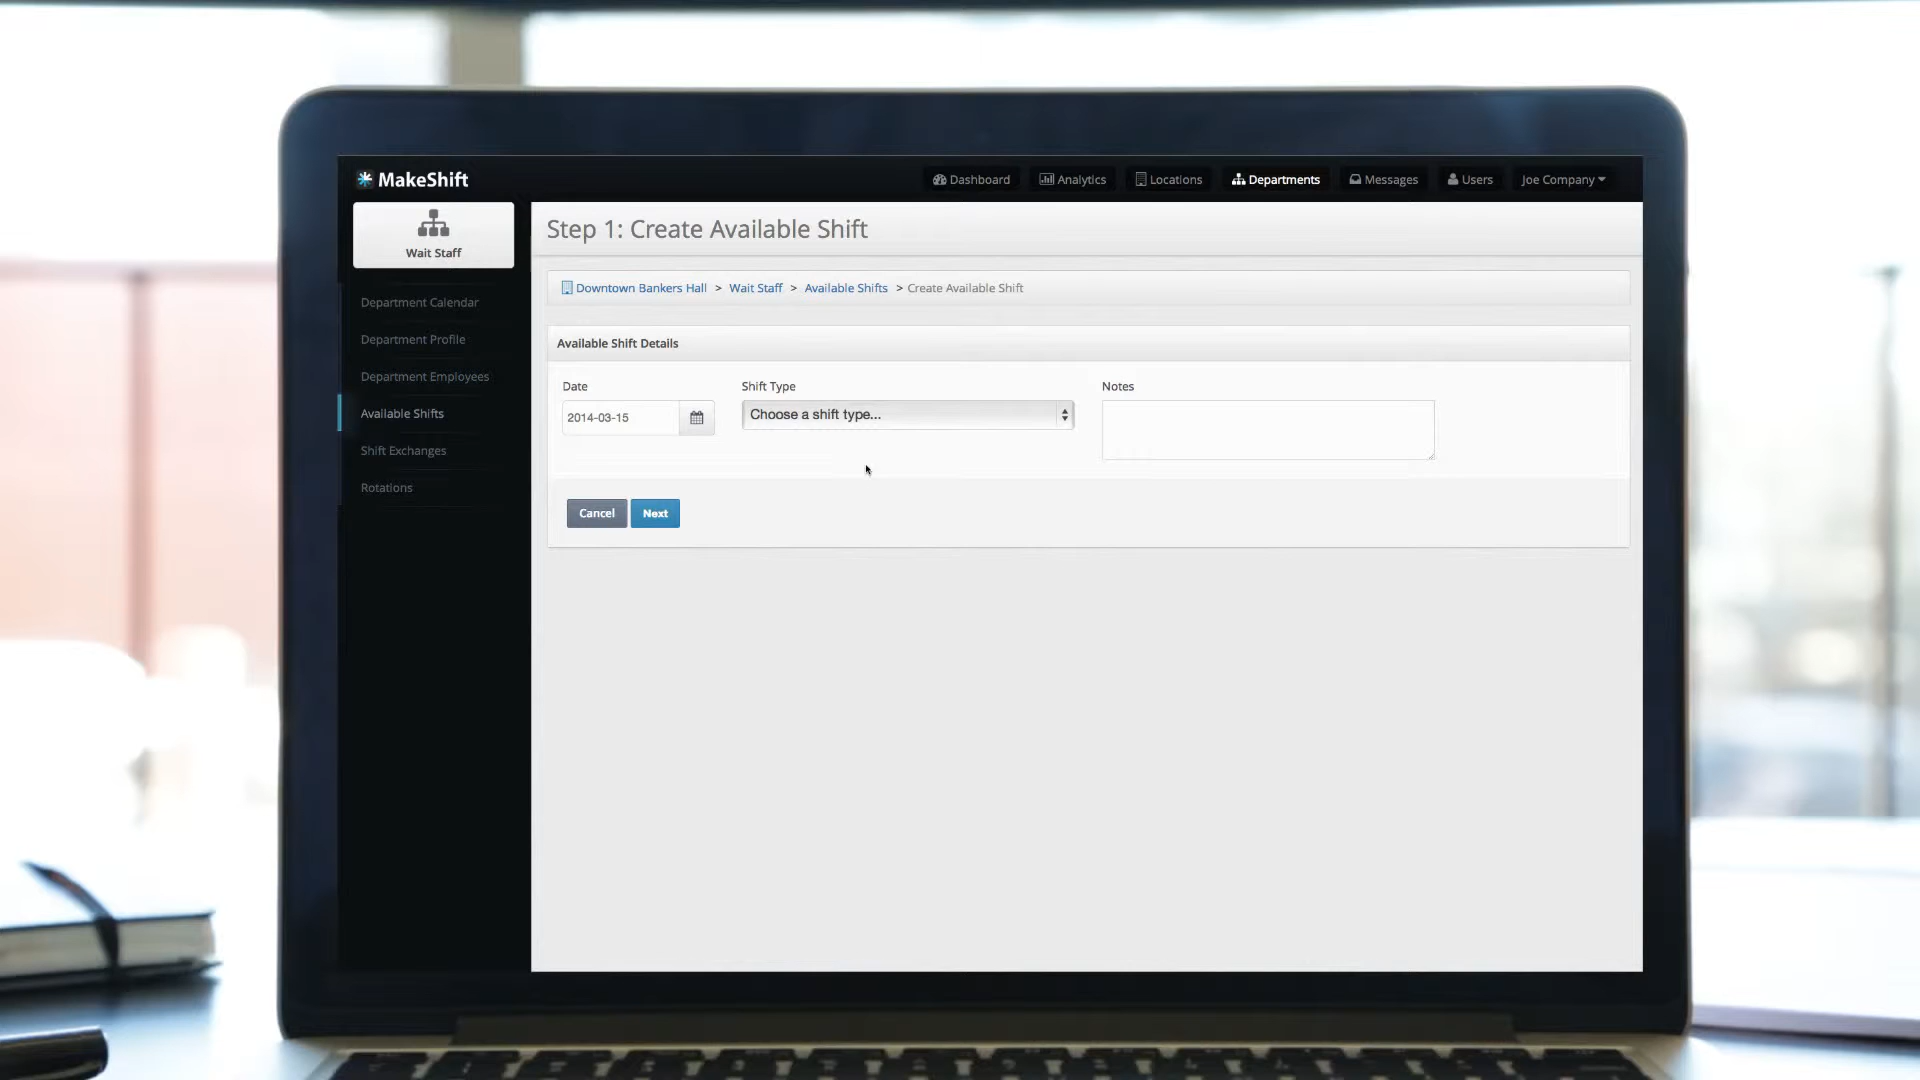 MakeShift
Dashboard
Analytics
Locations
Departments
Messages
Users
Joe Company
Wait Staff
Department Calendar
Department Profile
Department Employees
Available Shifts
Shift Exchanges
Rotations
Step 1: Create Available Shift
Downtown Bankers Hall > Wait Staff > Available Shifts > Create Available Shift
Available Shift Details
Date
Shift Type
Notes
2014-03-15
Choose a shift type...
Cancel
Next